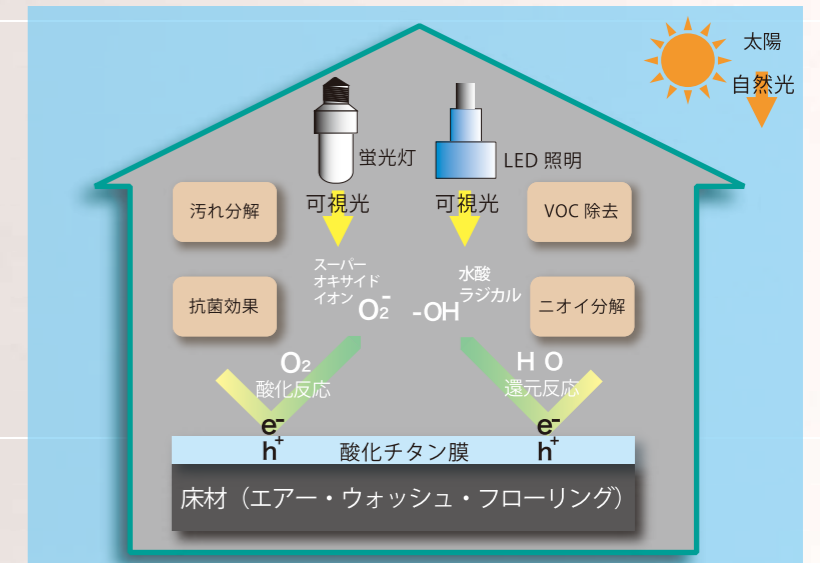 太陽
自然光
蛍光灯
LED 照明
可視光
可視光
汚れ分解
VOC 除去
スーパー
オキサイド
イオン
O₂⁻
水酸
ラジカル
-OH
抗菌効果
ニオイ分解
O₂
酸化反応
H O
還元反応
e⁻
h⁺
e⁻
h⁺
酸化チタン膜
床材（エアー・ウォッシュ・フローリング）